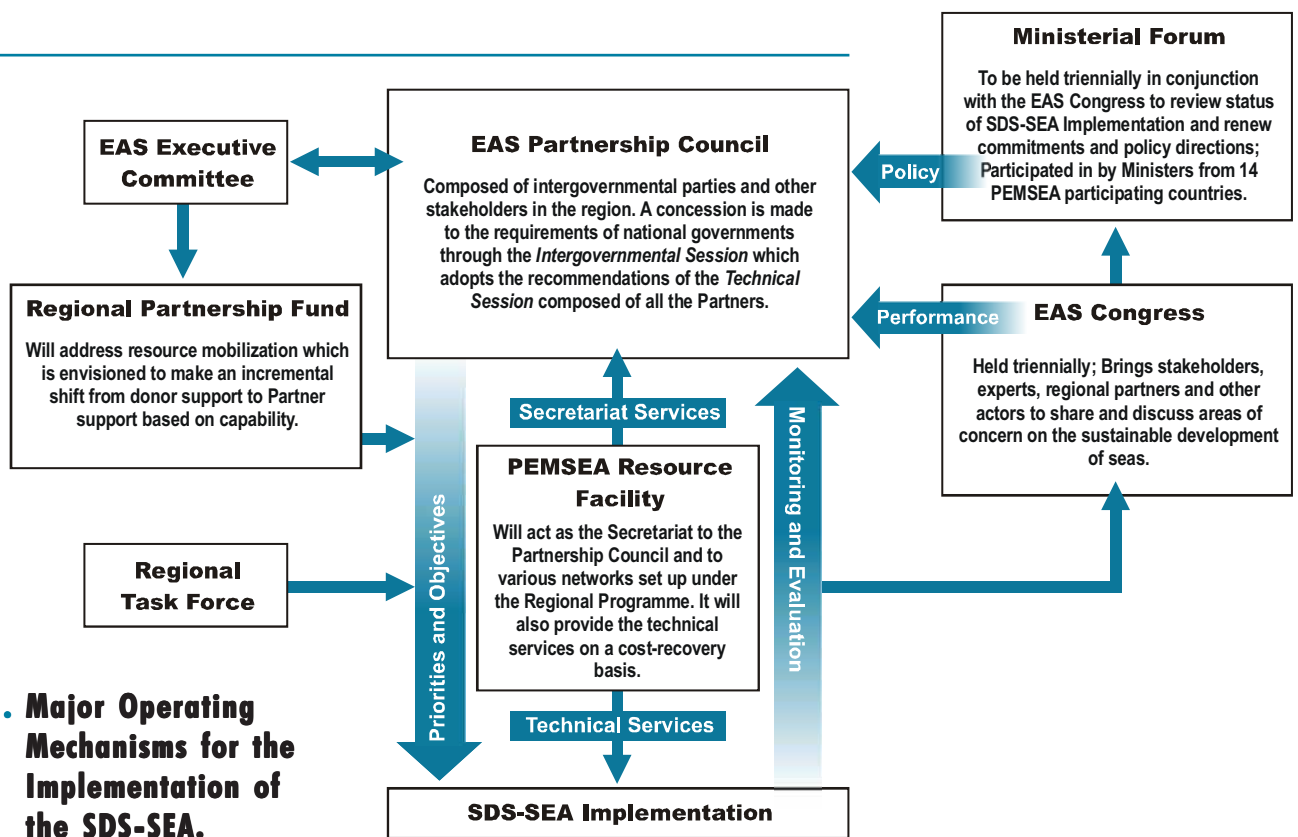 Ministerial Forum
To be held triennially in conjunction
with the EAS Congress to review status
of SDS-SEA Implementation and renew
commitments and policy directions;
Participated in by Ministers from 14
PEMSEA participating countries.
EAS Executive
Committee
EAS Partnership Council
Composed of intergovernmental parties and other
stakeholders in the region. A concession is made
to the requirements of national governments
through the Intergovernmental Session which
adopts the recommendations of the Technical
Session composed of all the Partners.
Policy
Regional Partnership Fund
Will address resource mobilization which
is envisioned to make an incremental
shift from donor support to Partner
support based on capability.
Performance
EAS Congress
Held triennially; Brings stakeholders,
experts, regional partners and other
actors to share and discuss areas of
concern on the sustainable development
of seas.
Secretariat Services
PEMSEA Resource
Facility
Will act as the Secretariat to the
Partnership Council and to
various networks set up under
the Regional Programme. It will
also provide the technical
services on a cost-recovery
basis.
Priorities and Objectives
Monitoring and Evaluation
Regional
Task Force
Technical Services
SDS-SEA Implementation
. Major Operating
Mechanisms for the
Implementation of
the SDS-SEA.